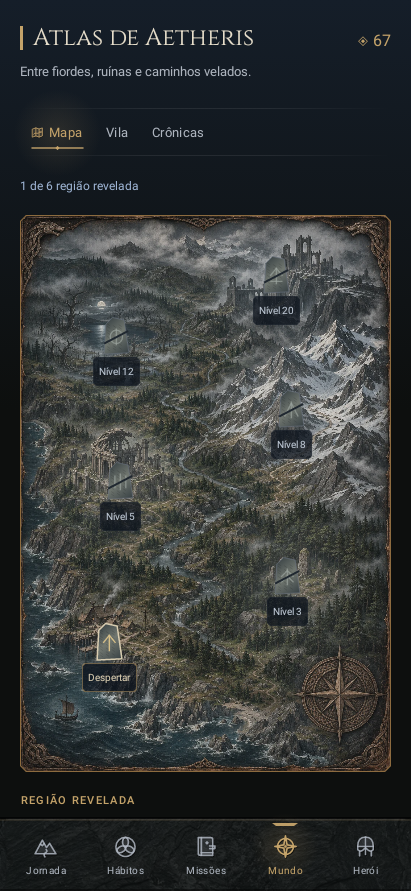 Atlas de Aetheris
67
Entre fiordes, ruínas e caminhos velados.
Mapa
Vila
Crônicas
1 de 6 região revelada
Nível 20
Nível 12
Nível 8
Nível 5
Nível 3
Despertar
REGIÃO REVELADA
Jornada
Hábitos
Missões
Mundo
Herói